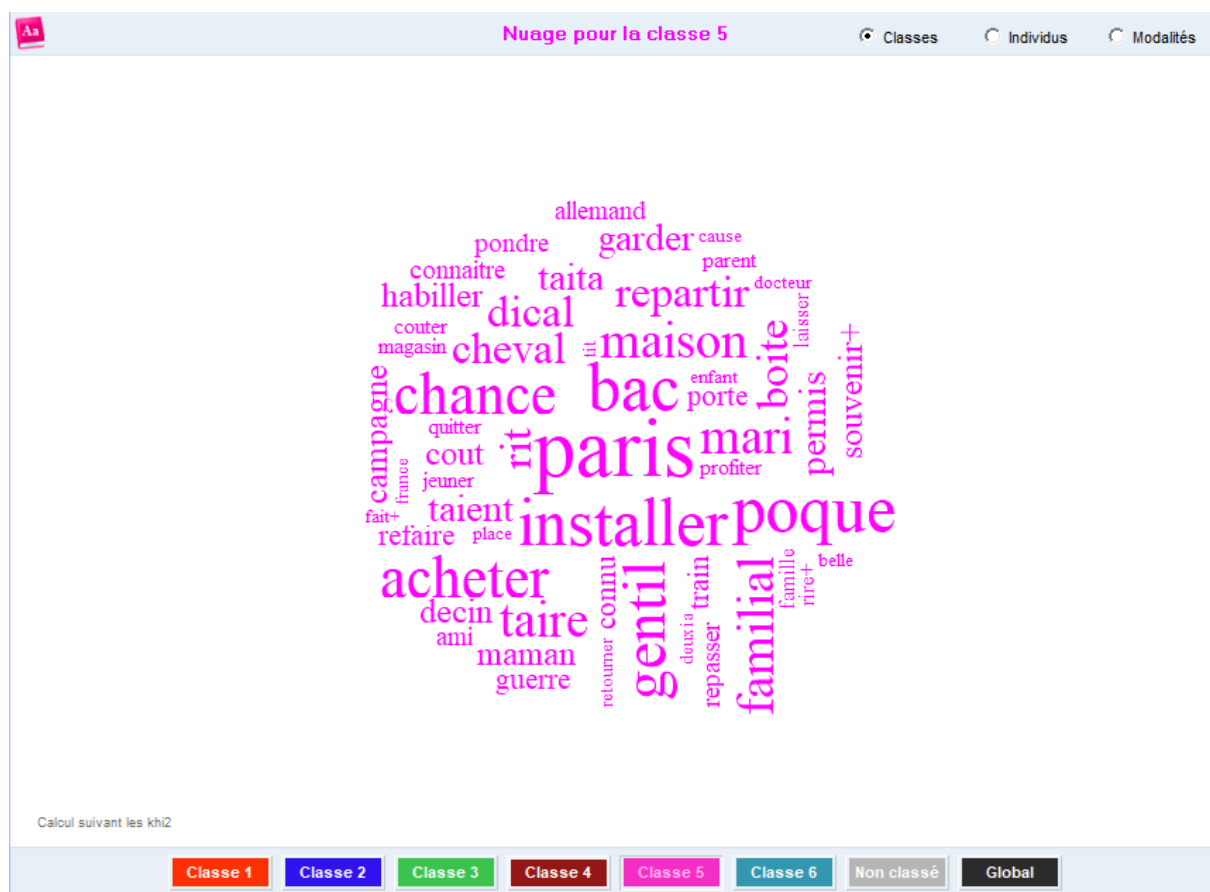 Aa
Nuage pour la classe 5
Classes
Individus
Modalités
allemand
pondre
garder
cause
connaitre
taita
parent
habiller
dical
repartir
docteur
laisser
couter
magasin
cheval
tit
maison
boite
souvenir+
campagne
chance
bac
enfant
porte
permis
quitter
france
cout
rit
paris
mari
profiter
jeuner
fait+
taient
refaire
place
installer
poque
acheter
connu
gentil
train
familial
famille
rire+
belle
decin
taire
ami
maman
guerre
retourner
deuxia
repasser
Calcul suivant les khi2
Classe 1
Classe 2
Classe 3
Classe 4
Classe 5
Classe 6
Non classé
Global